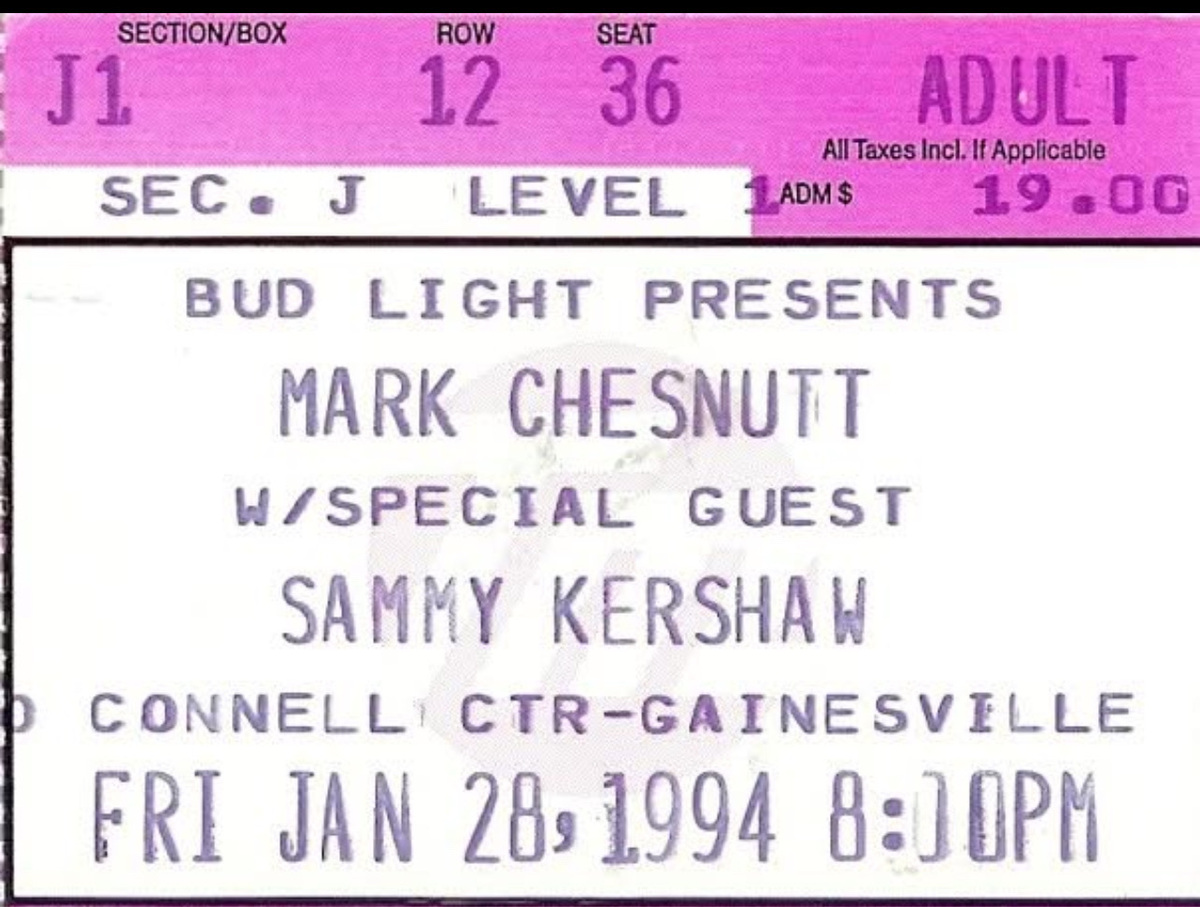 SECTION/BOX ROW SEAT
J1 12 36 ADULT
All Taxes Incl. If Applicable
SEC. J LEVEL 1 ADM $ 19.00
BUD LIGHT PRESENTS
MARK CHESNUTT
W/SPECIAL GUEST
SAMMY KERSHAW
O CONNELL CTR-GAINESVILLE
FRI JAN 28, 1994 8:00PM